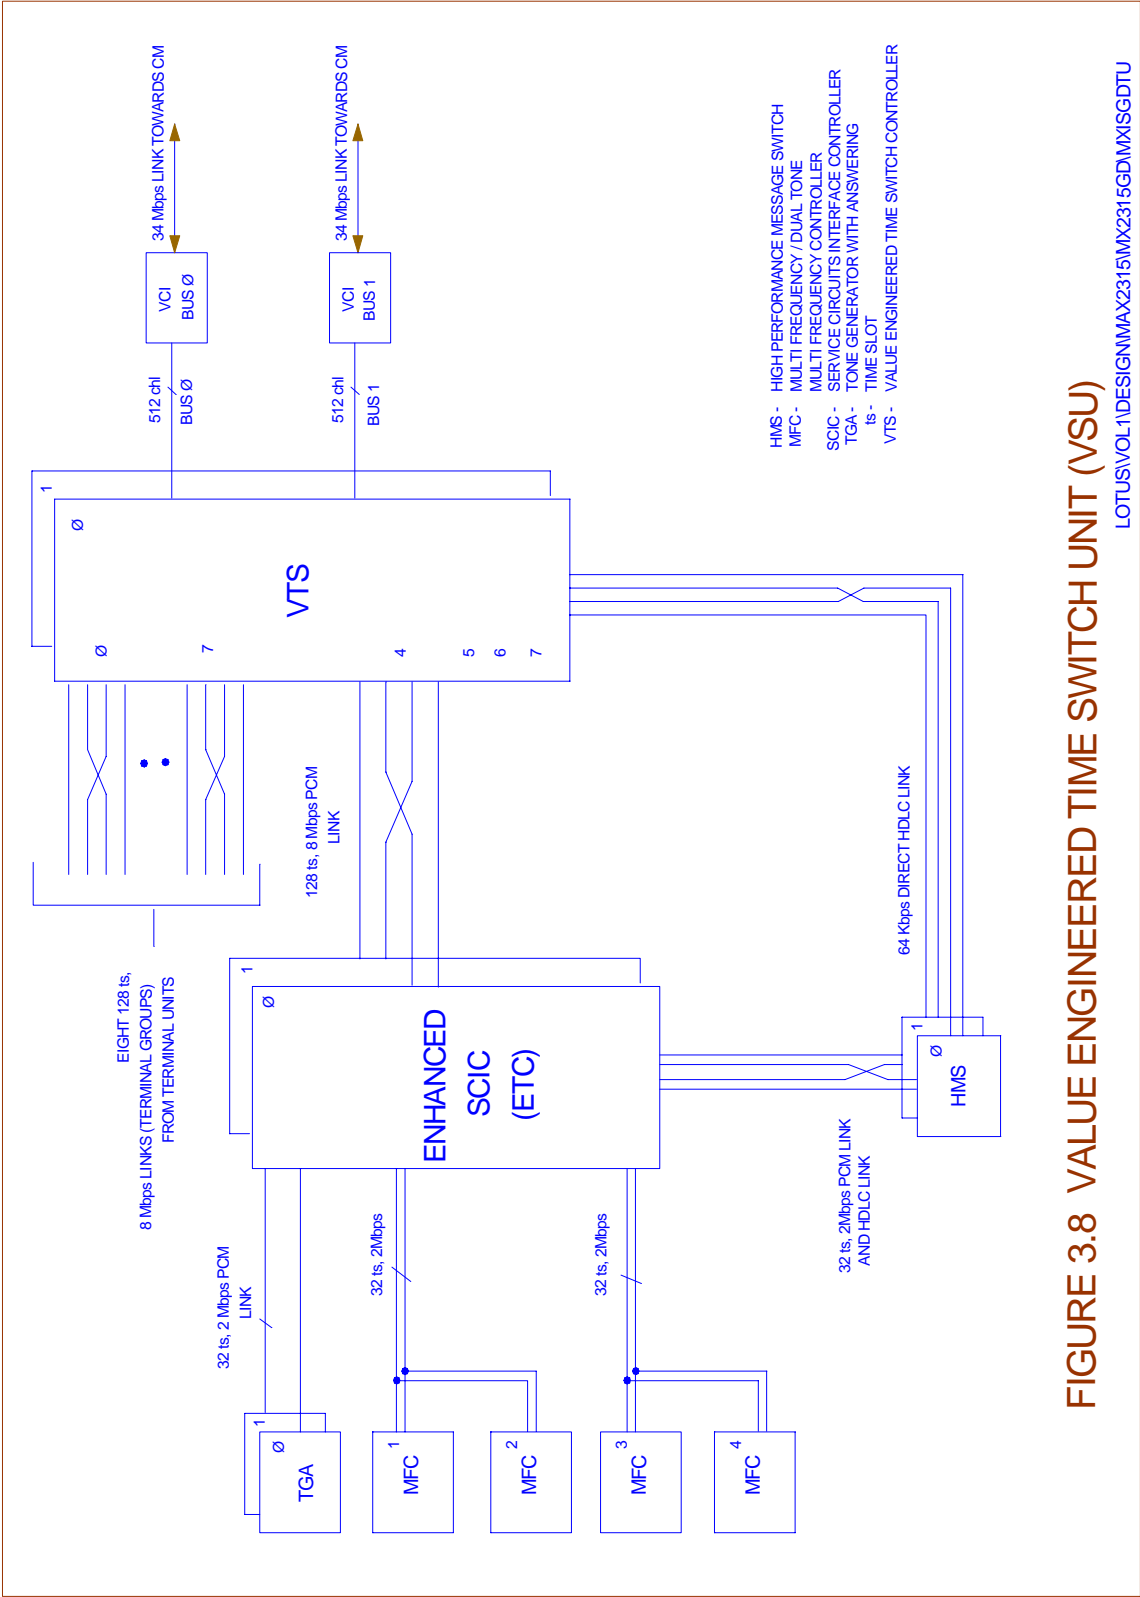 EIGHT 128 ts,
8 Mbps LINKS (TERMINAL GROUPS)
FROM TERMINAL UNITS
32 ts, 2 Mbps PCM
LINK
1
Ø
TGA
32 ts, 2Mbps
1
MFC
2
MFC
32 ts, 2Mbps
3
MFC
4
MFC
1
Ø
ENHANCED
SCIC
(ETC)
128 ts, 8 Mbps PCM
LINK
1
Ø
Ø
7
VTS
4
5
6
7
512 chl
BUS Ø
VCI
BUS Ø
34 Mbps LINK TOWARDS CM
512 chl
BUS 1
VCI
BUS 1
34 Mbps LINK TOWARDS CM
32 ts, 2Mbps PCM LINK
AND HDLC LINK
1
Ø
HMS
64 Kbps DIRECT HDLC LINK
HMS - HIGH PERFORMANCE MESSAGE SWITCH
MFC - MULTI FREQUENCY / DUAL TONE
MULTI FREQUENCY CONTROLLER
SCIC - SERVICE CIRCUITS INTERFACE CONTROLLER
TGA - TONE GENERATOR WITH ANSWERING
ts - TIME SLOT
VTS - VALUE ENGINEERED TIME SWITCH CONTROLLER
FIGURE 3.8 VALUE ENGINEERED TIME SWITCH UNIT (VSU)
LOTUS\VOL1\DESIGN\MAX2315\MX2315GD\MXISGDTU